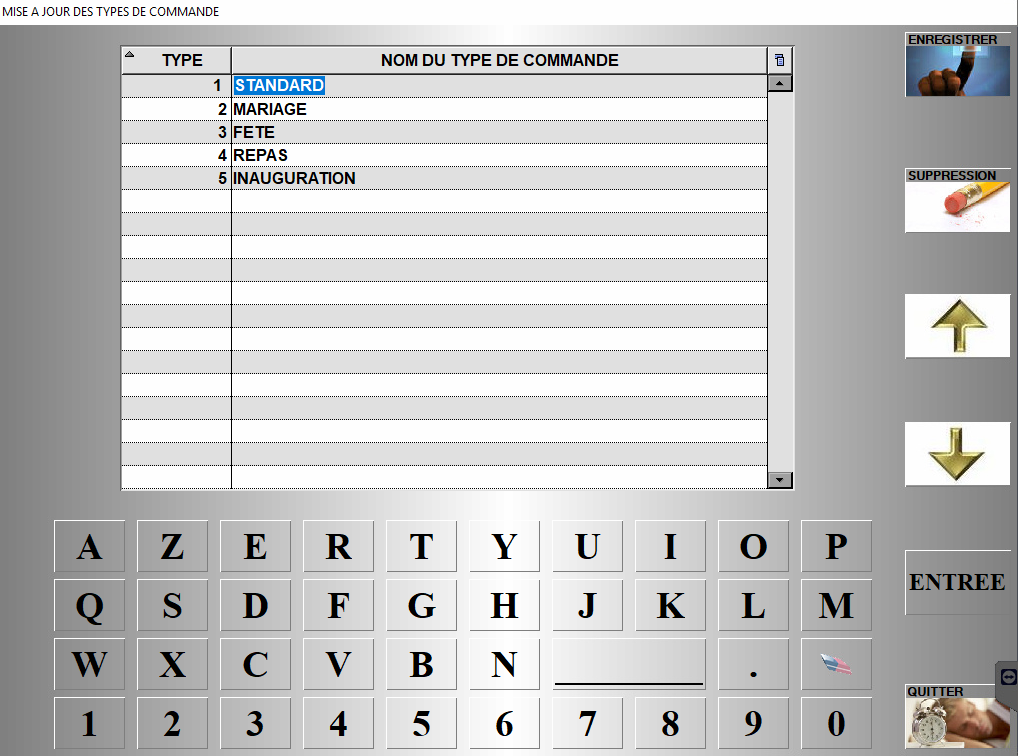 MISE A JOUR DES TYPES DE COMMANDE
ENREGISTRER
TYPE NOM DU TYPE DE COMMANDE
1 STANDARD
2 MARIAGE
3 FETE
4 REPAS
5 INAUGURATION
SUPPRESSION
A Z E R T Y U I O P
ENTREE
Q S D F G H J K L M
W X C V B N .
QUITTER
1 2 3 4 5 6 7 8 9 0